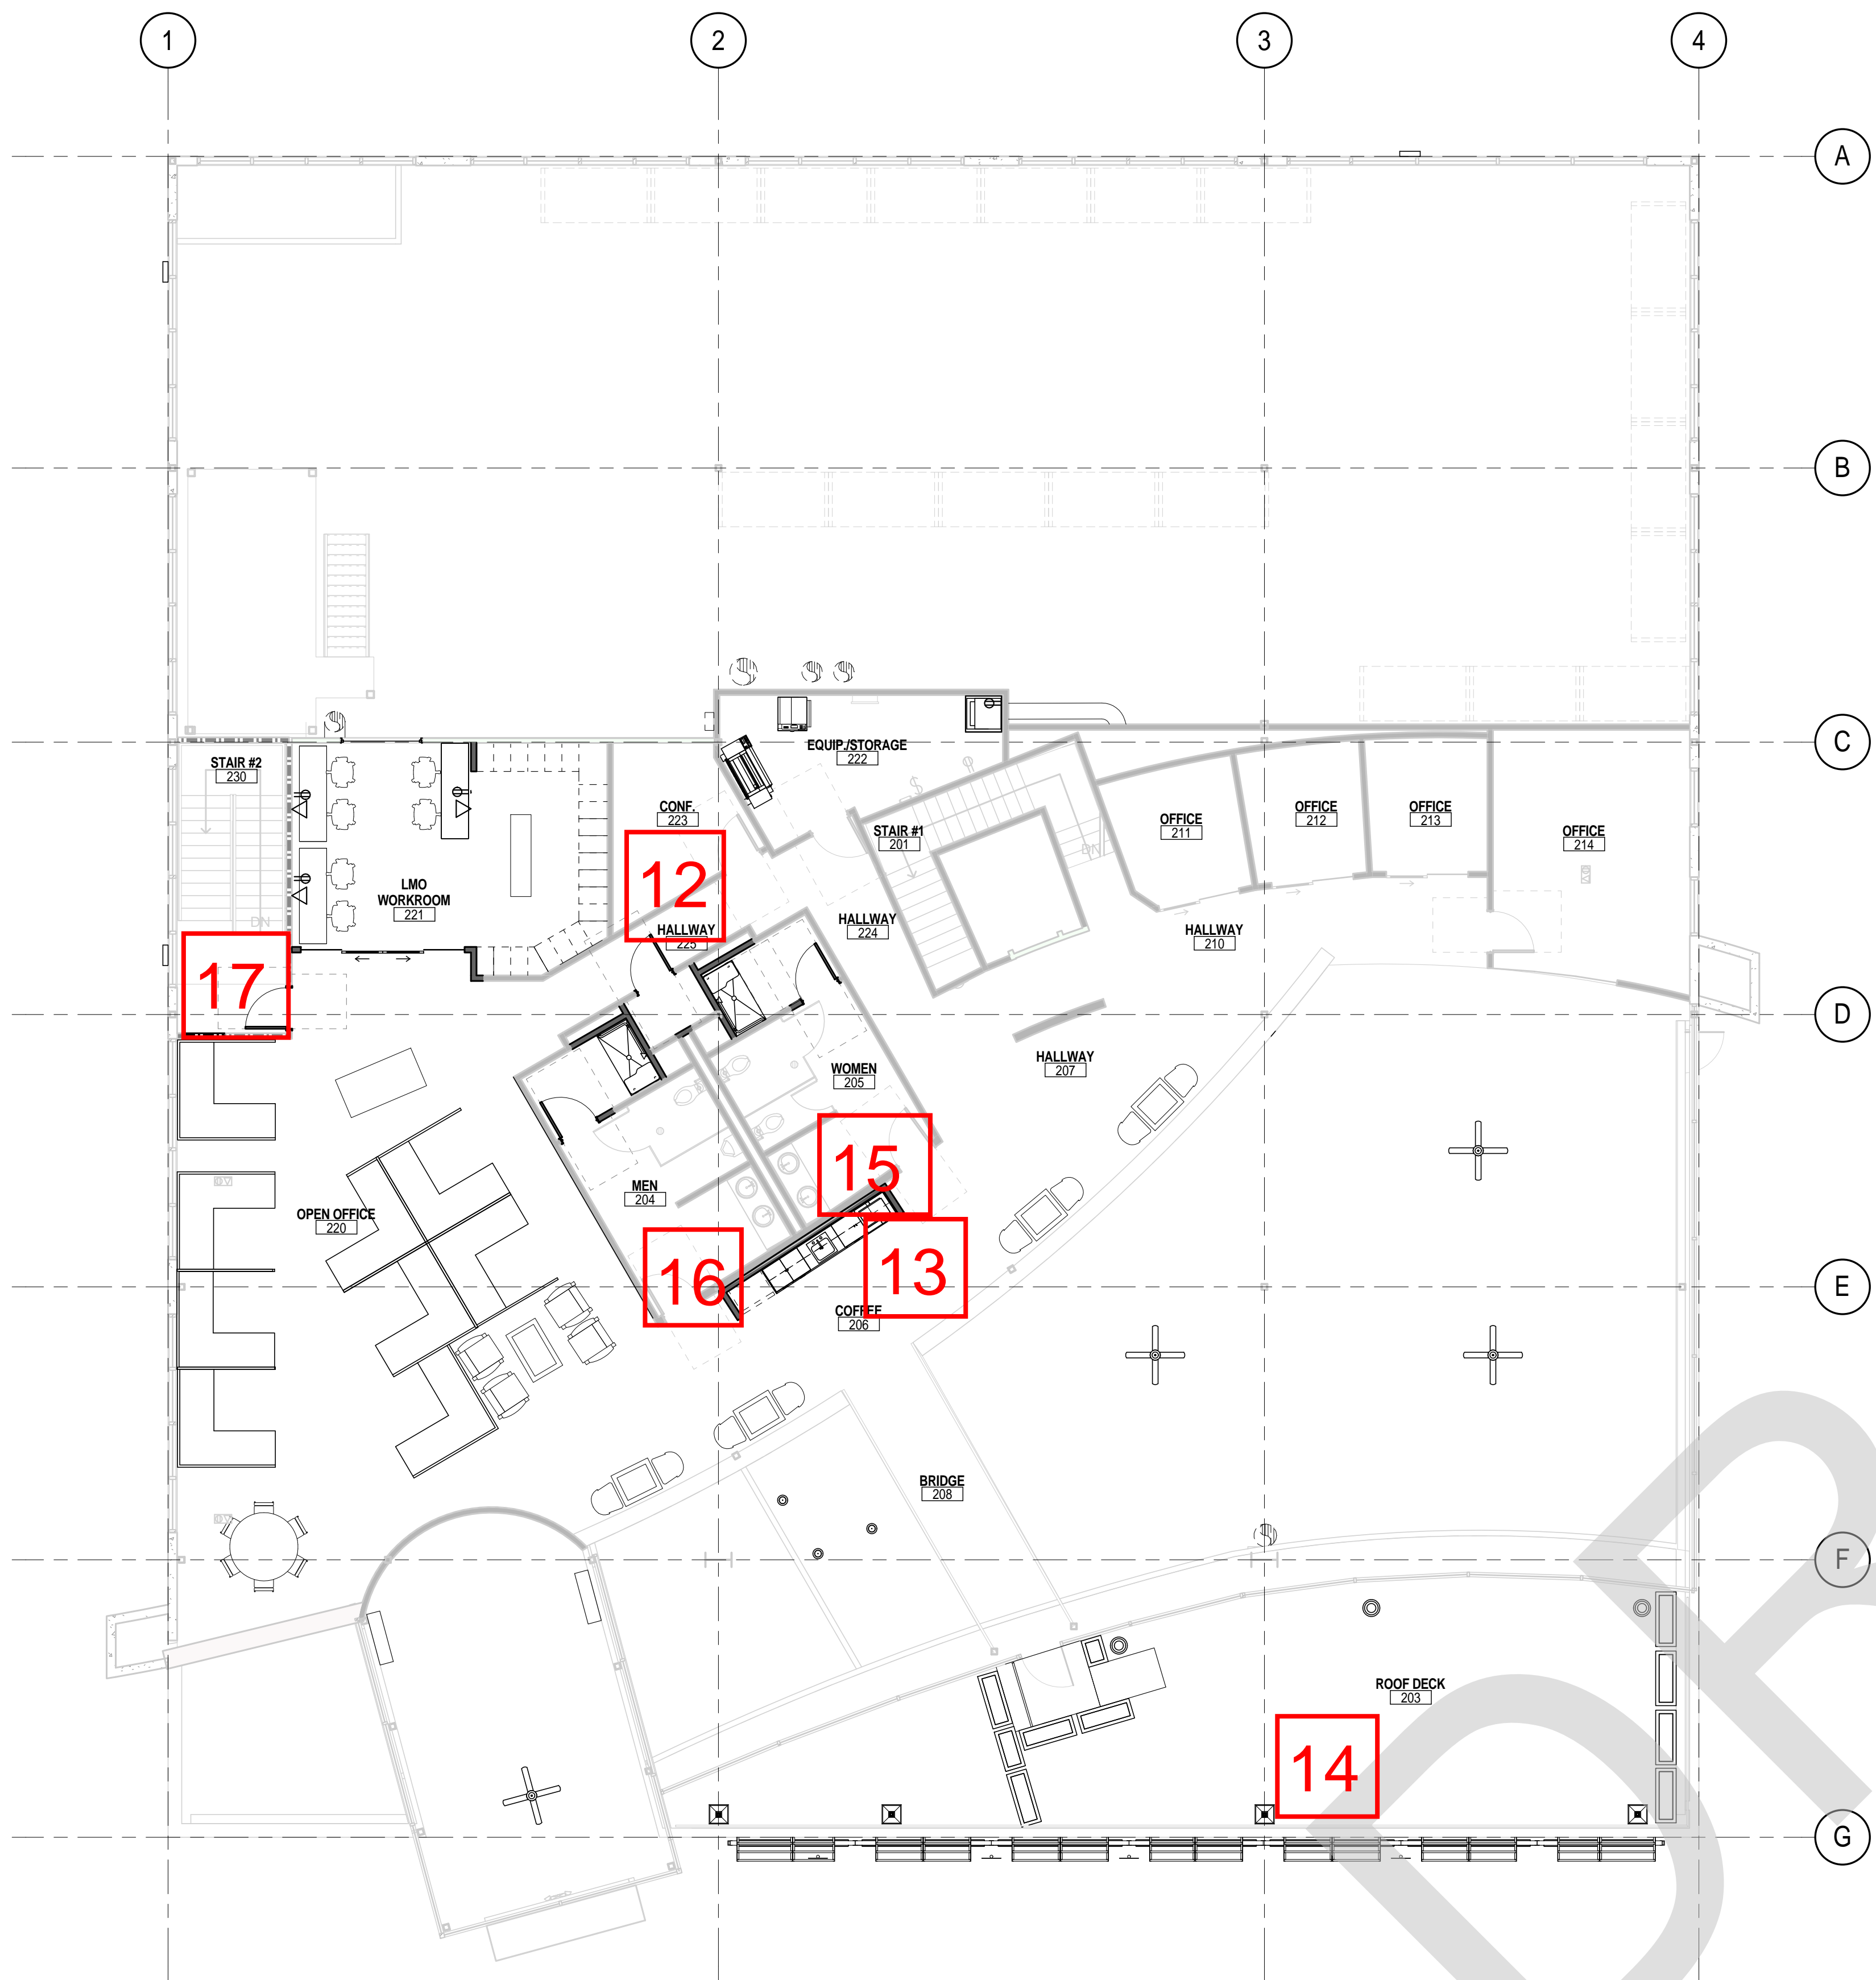 1
2
3
4
A
B
C
EQUIP./STORAGE
222
STAIR #2
230
CONF.
223
OFFICE
211
OFFICE
212
OFFICE
213
OFFICE
214
STAIR #1
201
DN
LMO
WORKROOM
221
12
DN
HALLWAY
225
HALLWAY
224
HALLWAY
210
17
D
HALLWAY
207
WOMEN
205
15
MEN
204
OPEN OFFICE
220
16
13
E
COFFEE
206
BRIDGE
208
F
ROOF DECK
203
14
G
DR